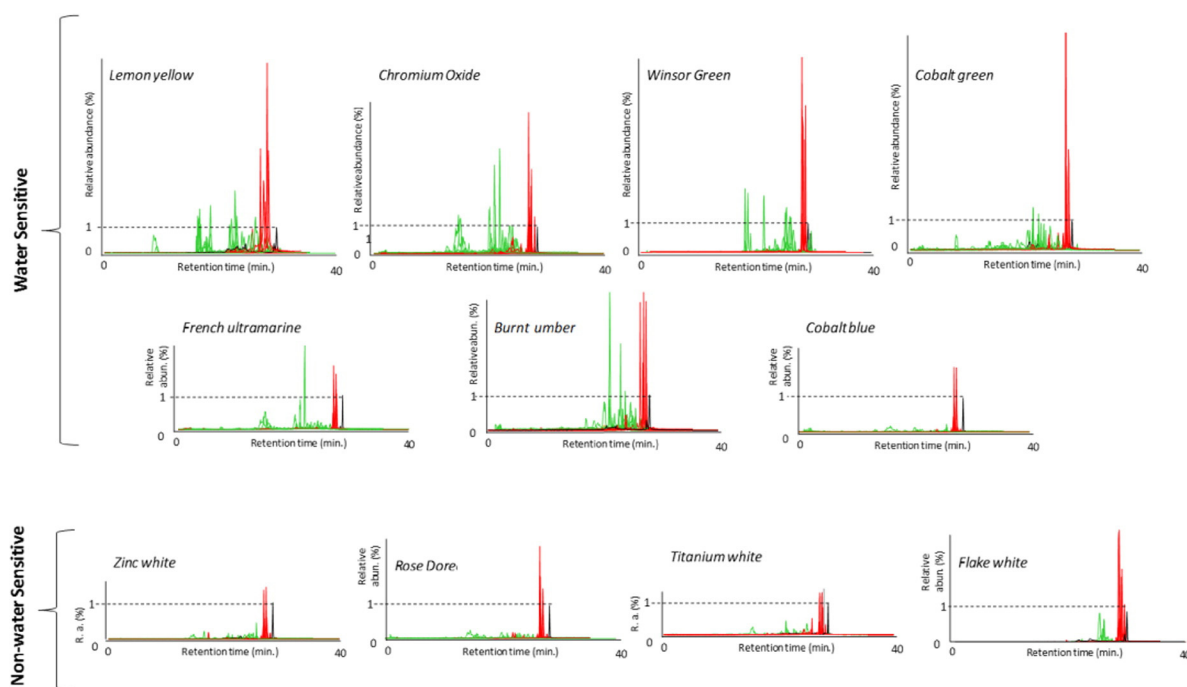 Water Sensitive
Lemon yellow
Relative abundance (%)
1
0
0
Retention time (min.)
40
Chromium Oxide
Relative abundance (%)
1
1
0
0
Retention time (min.)
40
Winsor Green
Relative abundance (%)
1
0
0
Retention time (min.)
40
Cobalt green
Relative abundance (%)
1
0
0
Retention time (min.)
40
French ultramarine
Relative
abun. (%)
1
0
0
Retention time (min.)
40
Burnt umber
Relative abun. (%)
1
0
0
Retention time (min.)
40
Cobalt blue
Relative
abun. (%)
1
0
0
Retention time (min.)
40
Non-water Sensitive
Zinc white
R. a. (%)
1
0
0
Retention time (min.)
40
Rose Dore
Relative
abun. (%)
1
0
0
Retention time (min.)
40
Titanium white
R. a. (%)
1
0
0
Retention time (min.)
40
Flake white
Relative
abun. (%)
1
0
0
Retention time (min.)
40